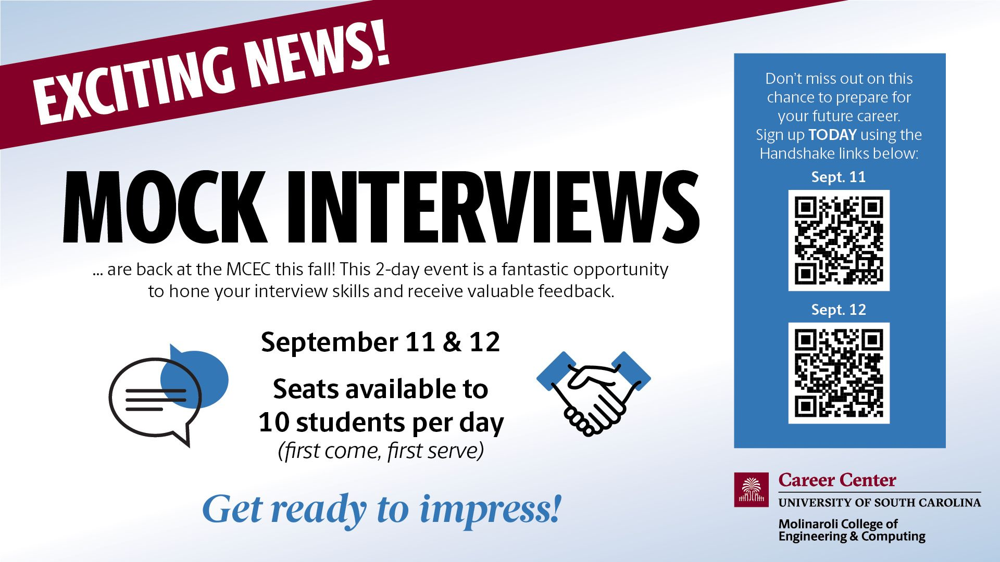 EXCITING NEWS!
MOCK INTERVIEWS
... are back at the MCEC this fall! This 2-day event is a fantastic opportunity
to hone your interview skills and receive valuable feedback.
September 11 & 12
Seats available to
10 students per day
(first come, first serve)
Get ready to impress!
Don't miss out on this
chance to prepare for
your future career.
Sign up TODAY using the
Handshake links below:
Sept. 11
Sept. 12
Career Center
UNIVERSITY OF SOUTH CAROLINA
Molinaroli College of
Engineering & Computing